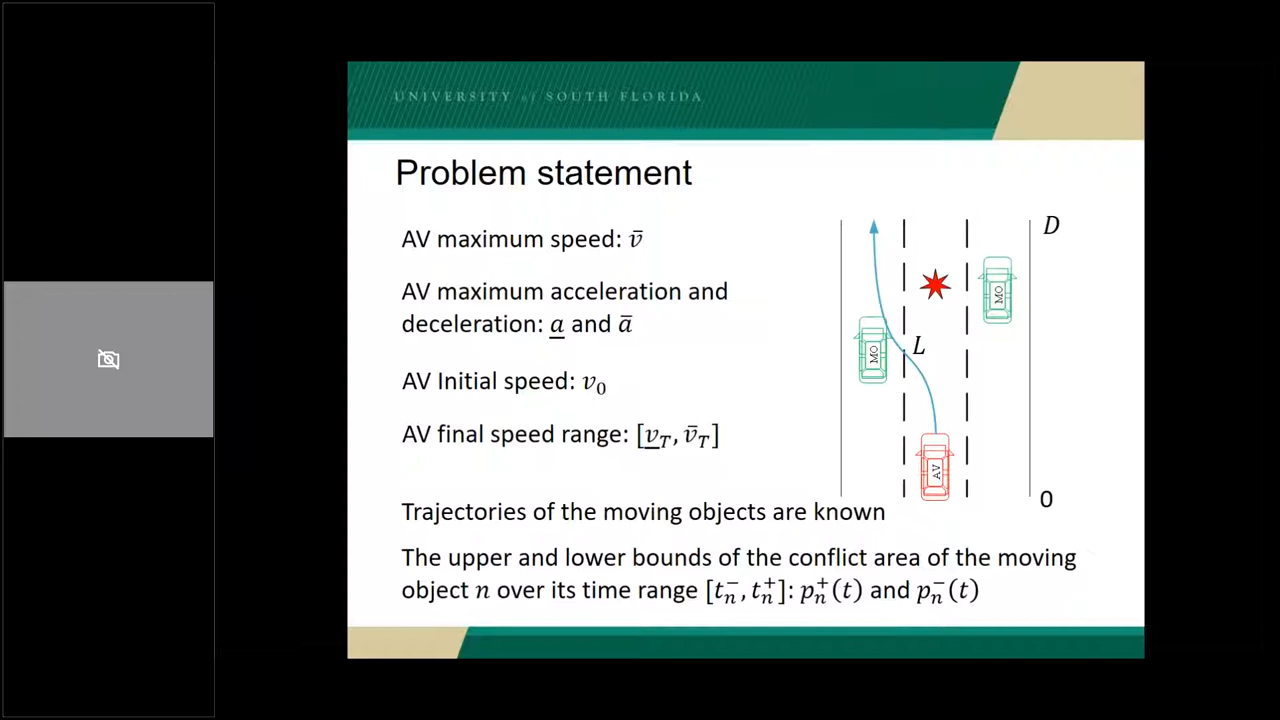 UNIVERSITY of SOUTH FLORIDA
Problem statement
AV maximum speed: v̄
AV maximum acceleration and
deceleration: a̲ and ā
AV Initial speed: v₀
AV final speed range: [v̲_T, v̄_T]
Trajectories of the moving objects are known
The upper and lower bounds of the conflict area of the moving
object n over its time range [t_n^-, t_n^+]: p_n^+(t) and p_n^-(t)
D
MO
MO
L
AV
0